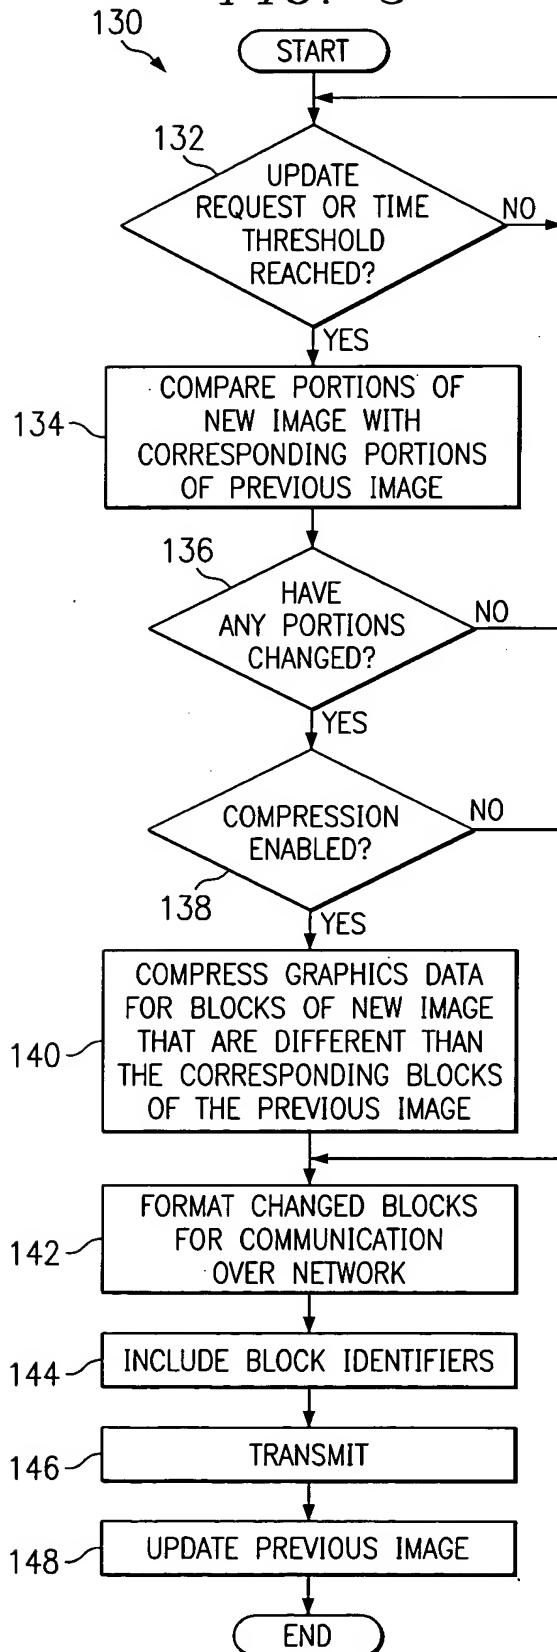 130
START
132
UPDATE
REQUEST OR TIME
THRESHOLD
REACHED?
NO
YES
134
COMPARE PORTIONS OF
NEW IMAGE WITH
CORRESPONDING PORTIONS
OF PREVIOUS IMAGE
136
HAVE
ANY PORTIONS
CHANGED?
NO
YES
COMPRESSION
ENABLED?
NO
138
YES
140
COMPRESS GRAPHICS DATA
FOR BLOCKS OF NEW IMAGE
THAT ARE DIFFERENT THAN
THE CORRESPONDING BLOCKS
OF THE PREVIOUS IMAGE
142
FORMAT CHANGED BLOCKS
FOR COMMUNICATION
OVER NETWORK
144
INCLUDE BLOCK IDENTIFIERS
146
TRANSMIT
148
UPDATE PREVIOUS IMAGE
END